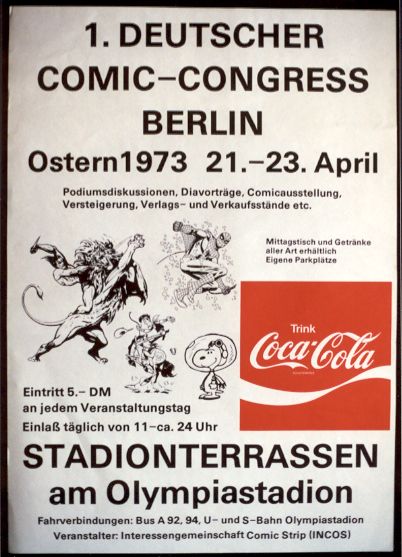 1. DEUTSCHER
COMIC-CONGRESS
BERLIN
Ostern 1973 21.–23. April
Podiumsdiskussionen, Diavorträge, Comicausstellung,
Versteigerung, Verlags- und Verkaufsstände etc.
Mittagstisch und Getränke
aller Art erhältlich
Eigene Parkplätze
Trink
Coca-Cola
Eintritt 5.– DM
an jedem Veranstaltungstag
Einlaß täglich von 11–ca. 24 Uhr
STADIONTERRASSEN
am Olympiastadion
Fahrverbindungen: Bus A 92, 94, U- und S-Bahn Olympiastadion
Veranstalter: Interessengemeinschaft Comic Strip (INCOS)